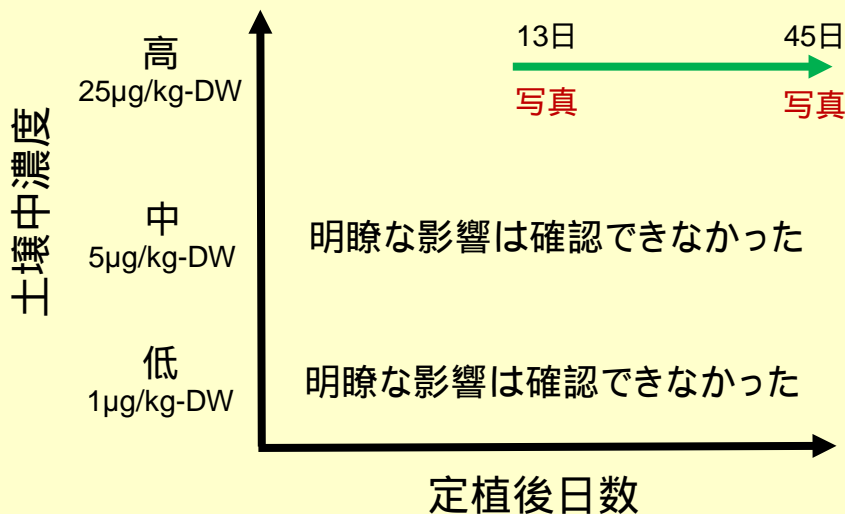 土壌中濃度
高
25µg/kg-DW
13日
45日
写真
写真
中
5µg/kg-DW
明瞭な影響は確認できなかった
低
1µg/kg-DW
明瞭な影響は確認できなかった
定植後日数